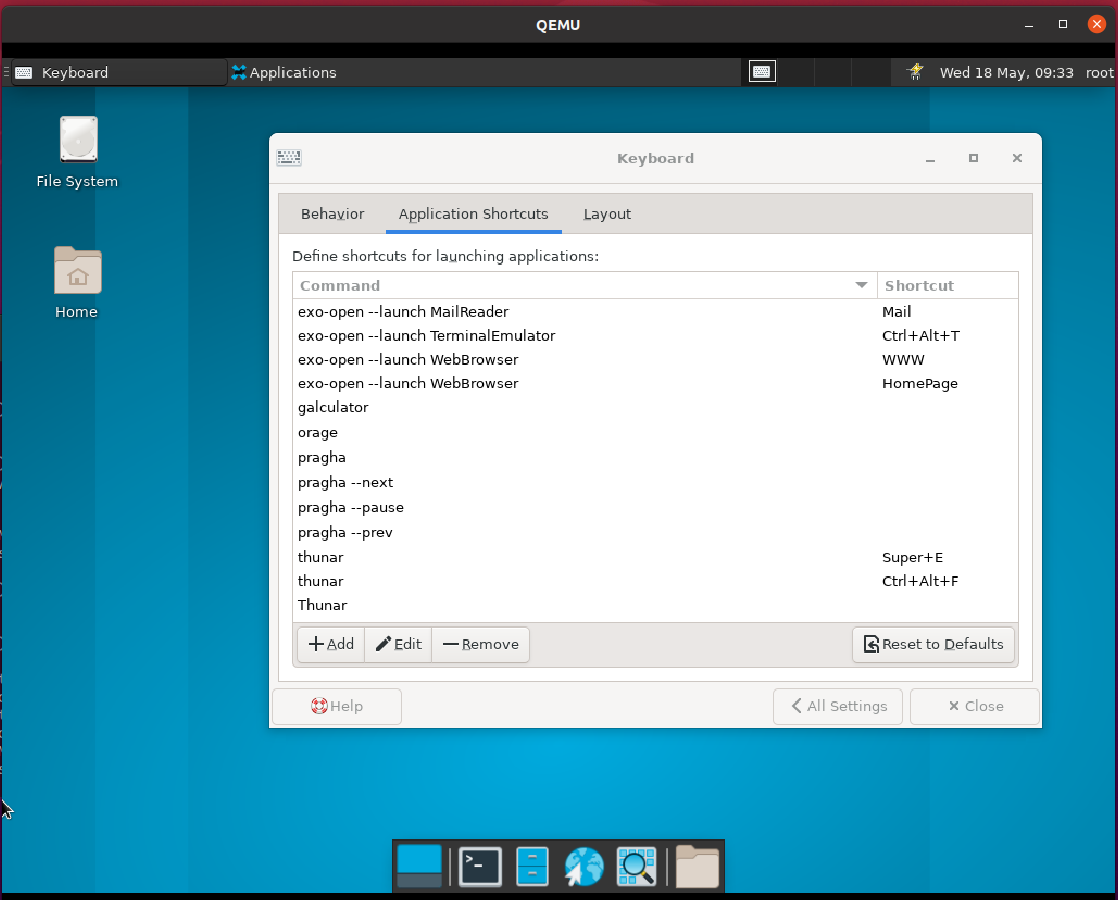 QEMU
Keyboard
Applications
Wed 18 May, 09:33 root
File System
Home
Keyboard
Behavior Application Shortcuts Layout
Define shortcuts for launching applications:
Command Shortcut
exo-open --launch MailReader Mail
exo-open --launch TerminalEmulator Ctrl+Alt+T
exo-open --launch WebBrowser WWW
exo-open --launch WebBrowser HomePage
galculator
orage
pragha
pragha --next
pragha --pause
pragha --prev
thunar Super+E
thunar Ctrl+Alt+F
Thunar
Add Edit Remove Reset to Defaults
Help All Settings Close
>-